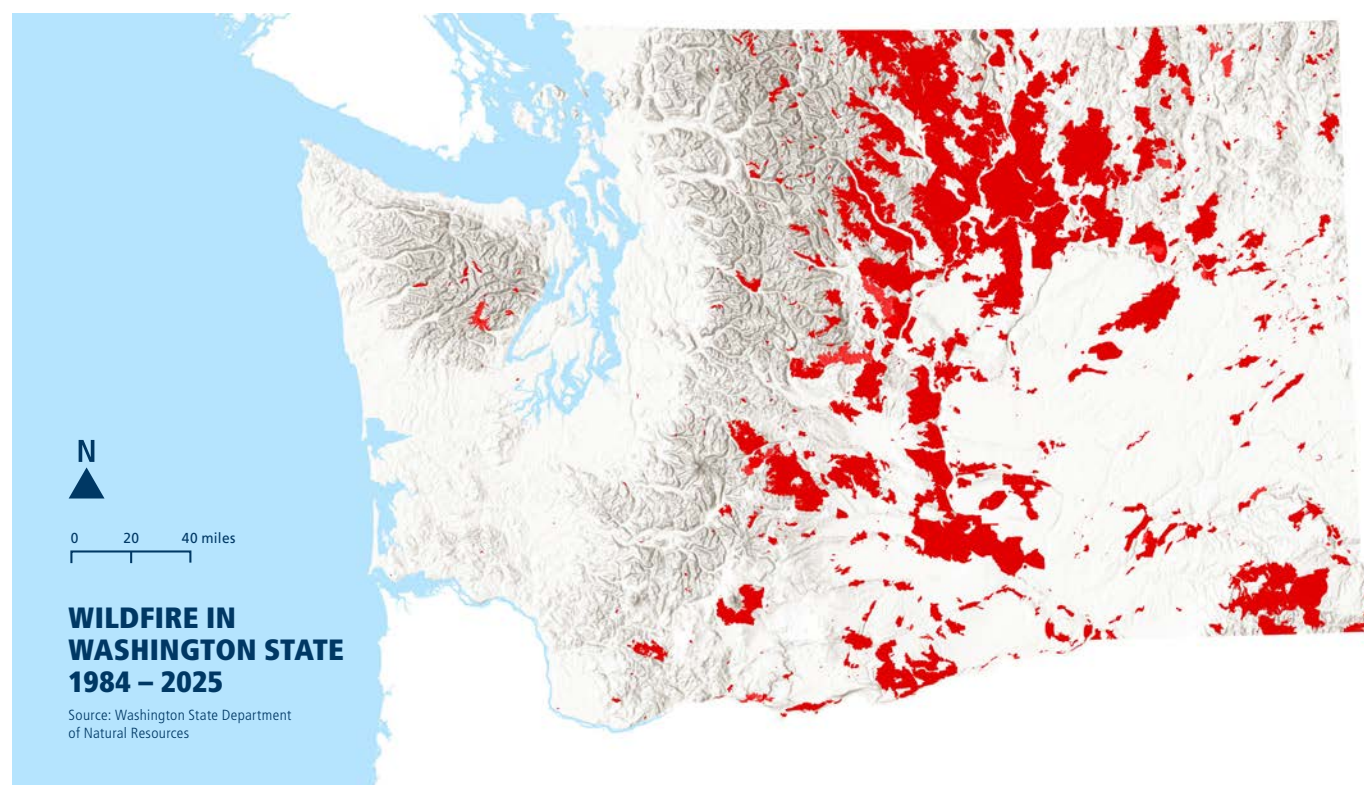 N
0 20 40 miles
WILDFIRE IN
WASHINGTON STATE
1984 – 2025
Source: Washington State Department
of Natural Resources